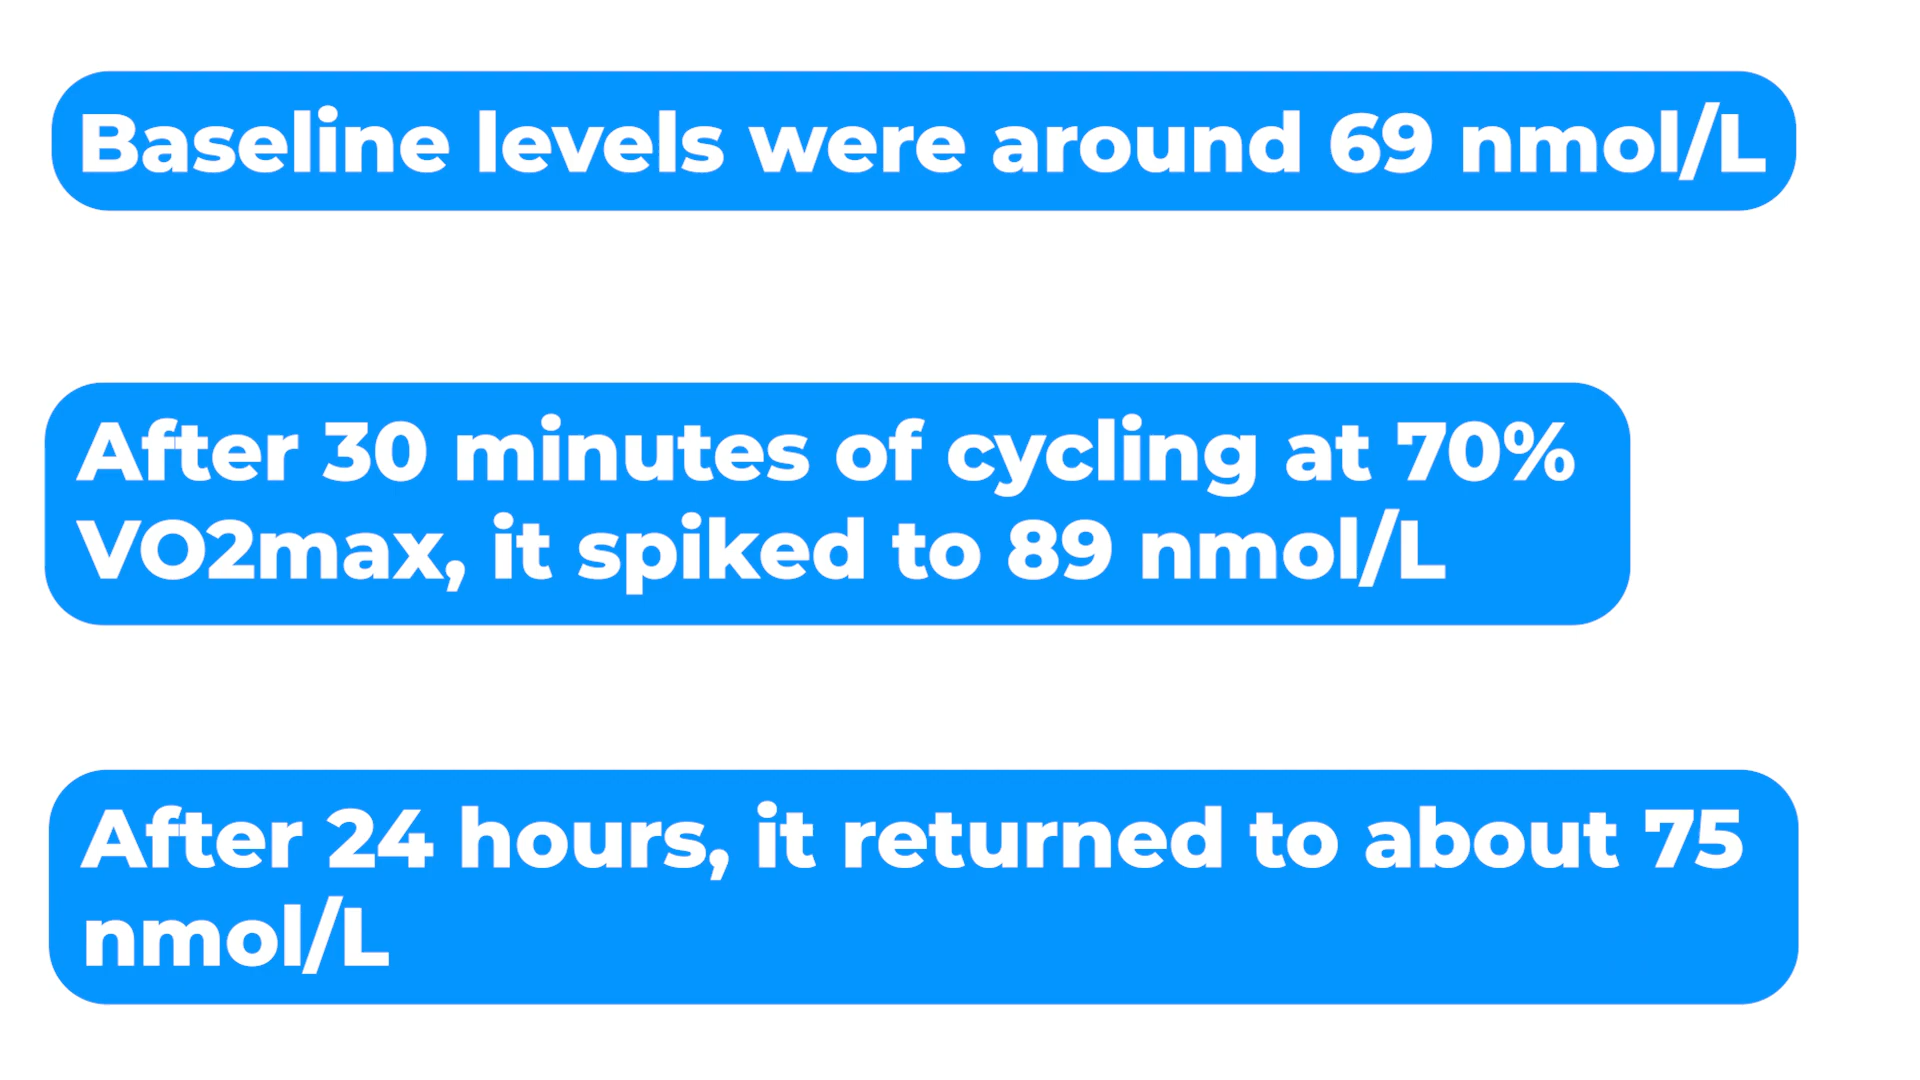 Baseline levels were around 69 nmol/L
After 30 minutes of cycling at 70%
VO2max, it spiked to 89 nmol/L
After 24 hours, it returned to about 75
nmol/L